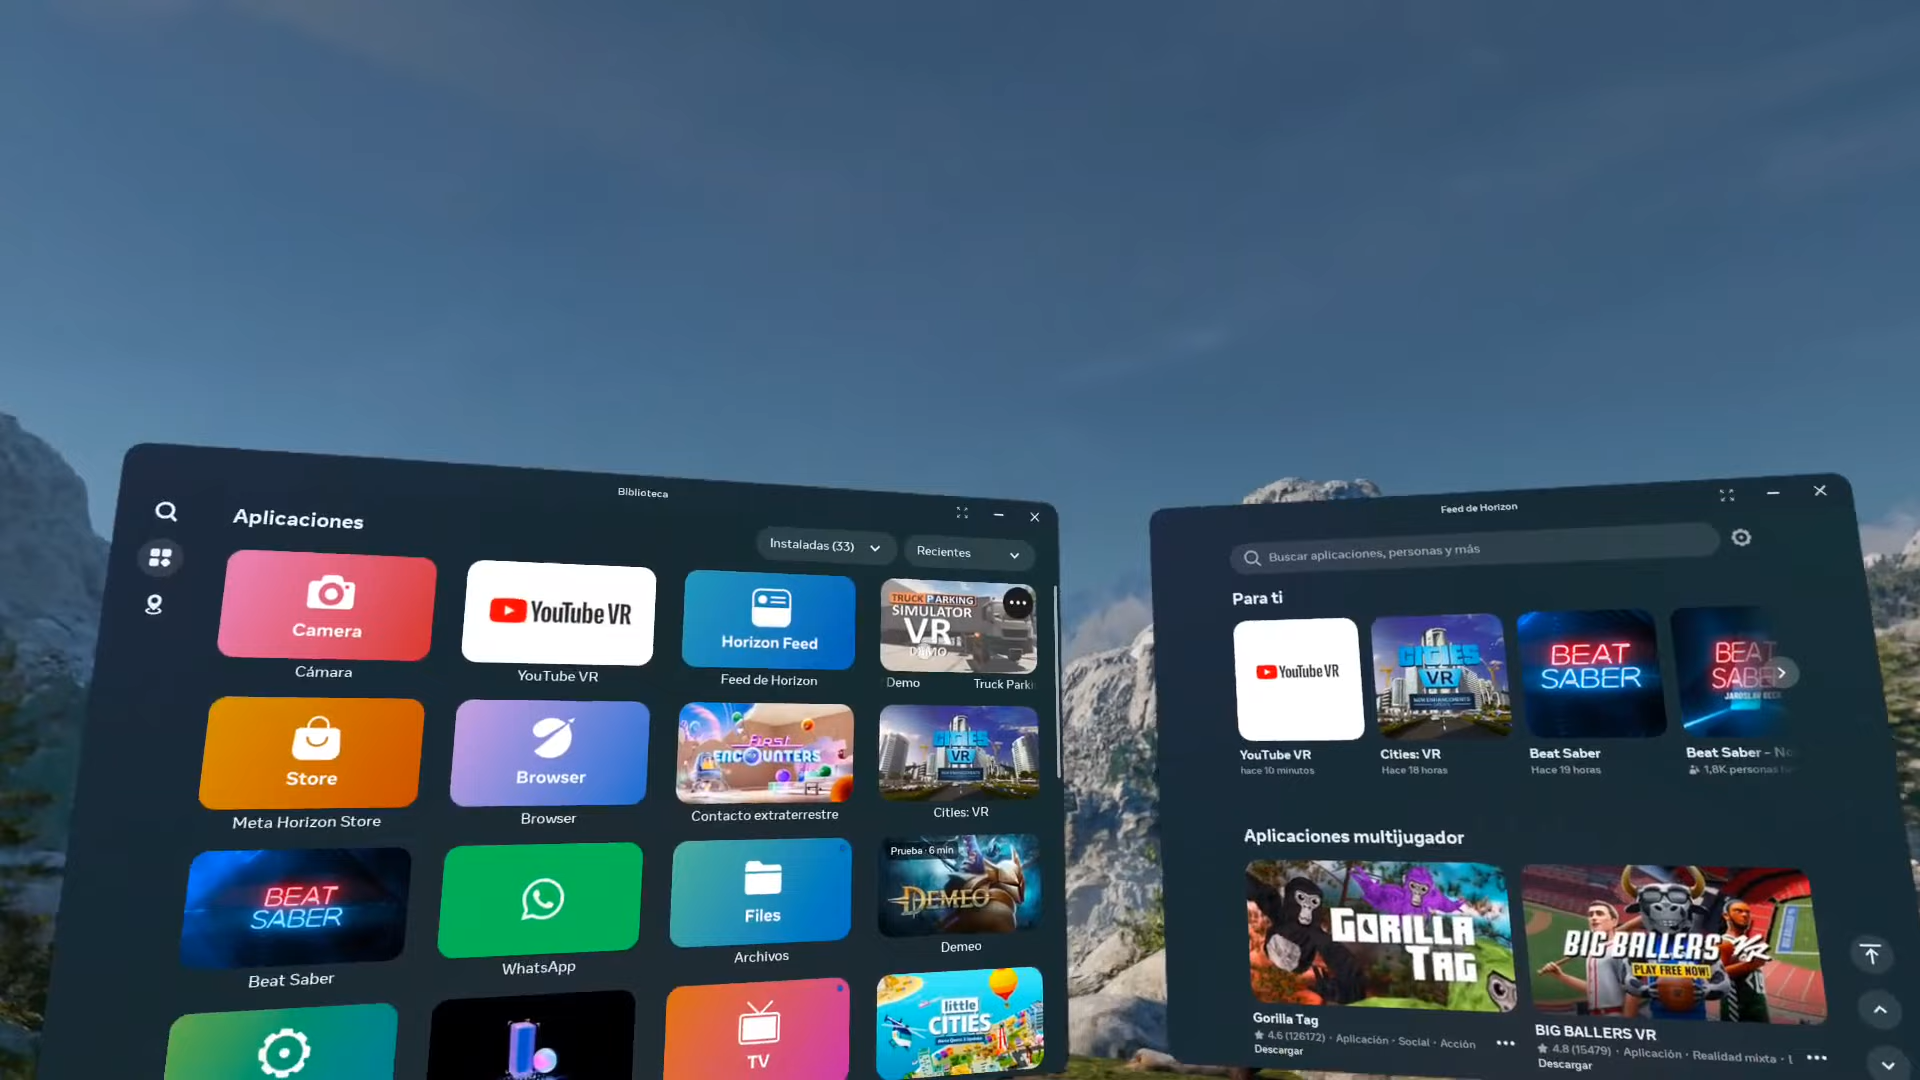 Biblioteca
Aplicaciones
Instaladas (33)
Recientes
Camera
Cámara
YouTube VR
YouTube VR
Horizon Feed
Feed de Horizon
TRUCK PARKING
SIMULATOR
VR
DEMO
Demo
Truck Parki
Store
Meta Horizon Store
Browser
Browser
FIRST
ENCOUNTERS
Contacto extraterrestre
CITIES
VR
Cities: VR
BEAT
SABER
Beat Saber
WhatsApp
Files
Archivos
Prueba · 6 min
DEMEO
Demeo
TV
little
CITIES
Feed de Horizon
Buscar aplicaciones, personas y más
Para ti
YouTube VR
YouTube VR
hace 10 minutos
CITIES
VR
Cities: VR
Hace 18 horas
BEAT
SABER
Beat Saber
Hace 19 horas
BEAT
SABER
Beat Saber - No
1,8K personas
Aplicaciones multijugador
GORILLA
TAG
Gorilla Tag
4.6 (126172) · Aplicación · Social · Acción
Descargar
BIG BALLERS VR
PLAY FREE NOW!
BIG BALLERS VR
4.8 (15479) · Aplicación · Realidad mixta ·
Descargar